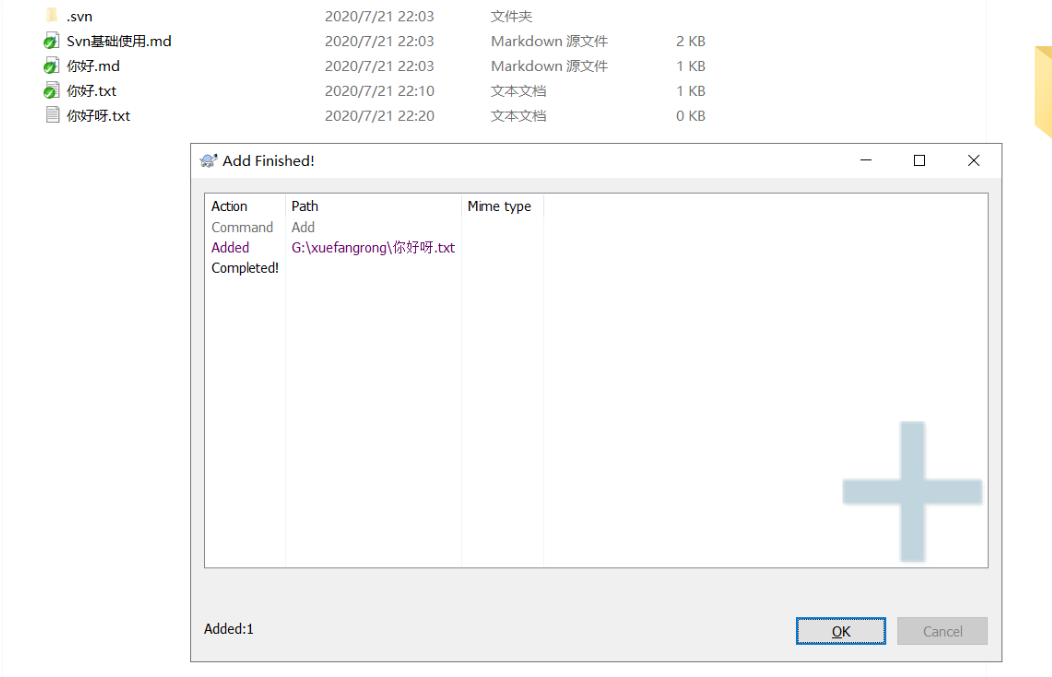 .svn 2020/7/21 22:03 文件夹
Svn基础使用.md 2020/7/21 22:03 Markdown 源文件 2 KB
你好.md 2020/7/21 22:03 Markdown 源文件 1 KB
你好.txt 2020/7/21 22:10 文本文档 1 KB
你好呀.txt 2020/7/21 22:20 文本文档 0 KB
Add Finished!
Action Path Mime type
Command Add
Added G:\xuefangrong\你好呀.txt
Completed!
Added:1
OK Cancel